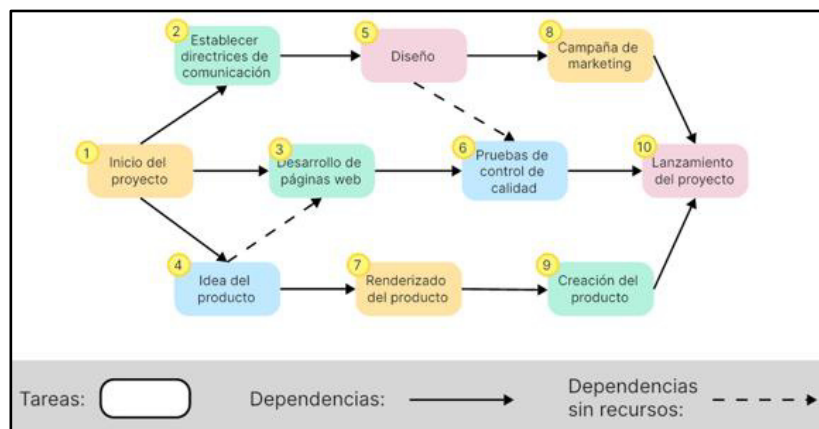 2
Establecer
directrices de
comunicación
5
Diseño
8
Campaña de
marketing
1
Inicio del
proyecto
3
Desarrollo de
páginas web
6
Pruebas de
control de
calidad
10
Lanzamiento
del proyecto
4
Idea del
producto
7
Renderizado
del producto
9
Creación del
producto
Tareas:
Dependencias:
Dependencias
sin recursos: